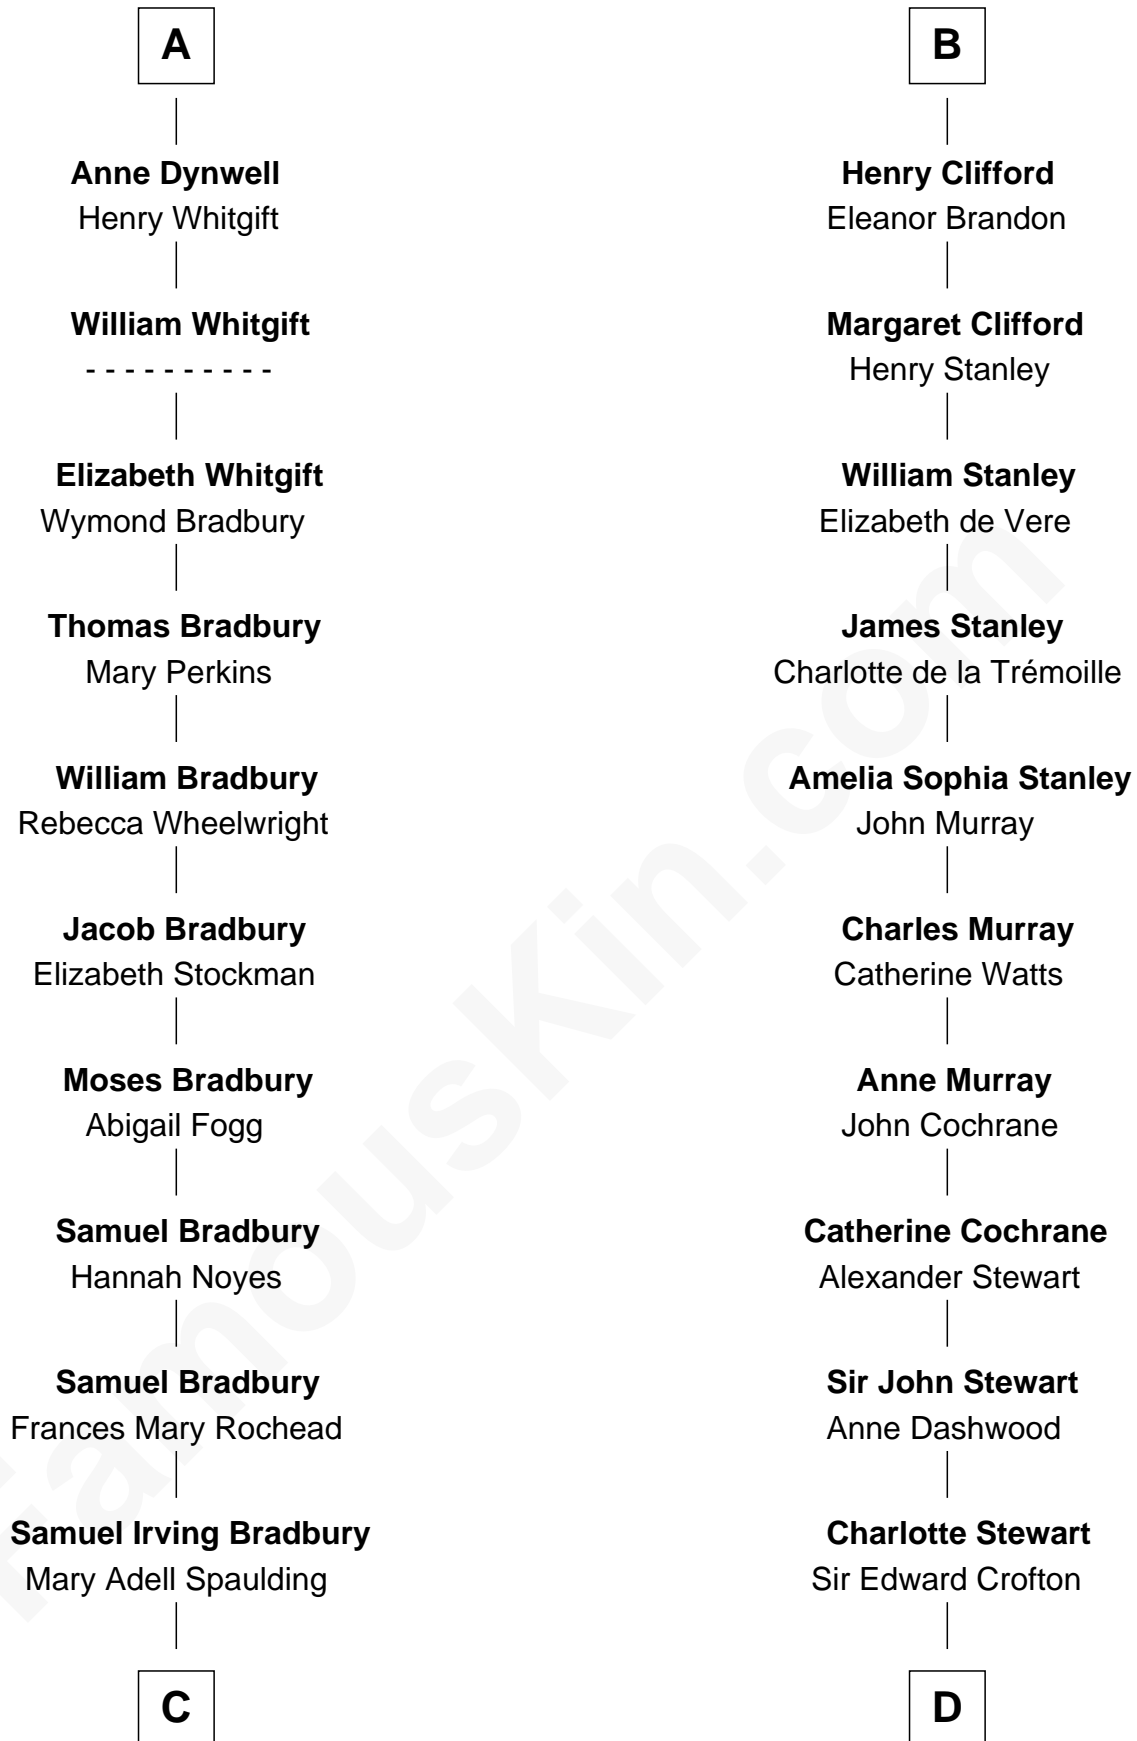 A
Anne Dynwell
Henry Whitgift
William Whitgift
- - - - - - - - - -
Elizabeth Whitgift
Wymond Bradbury
Thomas Bradbury
Mary Perkins
William Bradbury
Rebecca Wheelwright
Jacob Bradbury
Elizabeth Stockman
Moses Bradbury
Abigail Fogg
Samuel Bradbury
Hannah Noyes
Samuel Bradbury
Frances Mary Rochead
Samuel Irving Bradbury
Mary Adell Spaulding
C
B
Henry Clifford
Eleanor Brandon
Margaret Clifford
Henry Stanley
William Stanley
Elizabeth de Vere
James Stanley
Charlotte de la Trémoille
Amelia Sophia Stanley
John Murray
Charles Murray
Catherine Watts
Anne Murray
John Cochrane
Catherine Cochrane
Alexander Stewart
Sir John Stewart
Anne Dashwood
Charlotte Stewart
Sir Edward Crofton
D
FamousKin.com